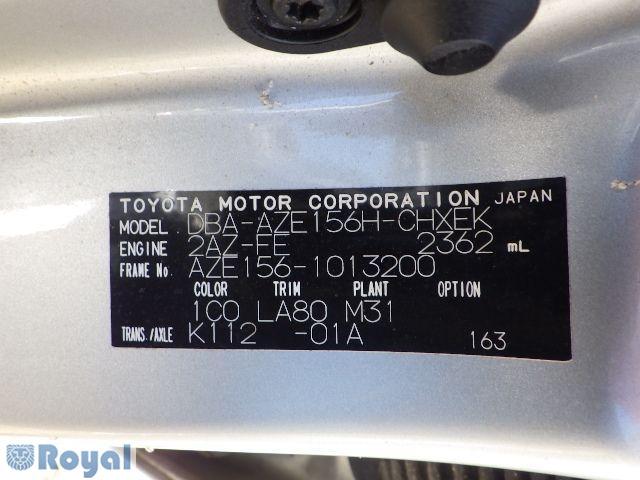 TOYOTA MOTOR CORPORATION JAPAN
MODEL DBA-AZE156H-CHXEK
ENGINE 2AZ-FE 2362 mL
FRAME No. AZE156-1013200
COLOR TRIM PLANT OPTION
1C0 LA80 M31
TRANS./AXLE K112 -01A 163
Royal